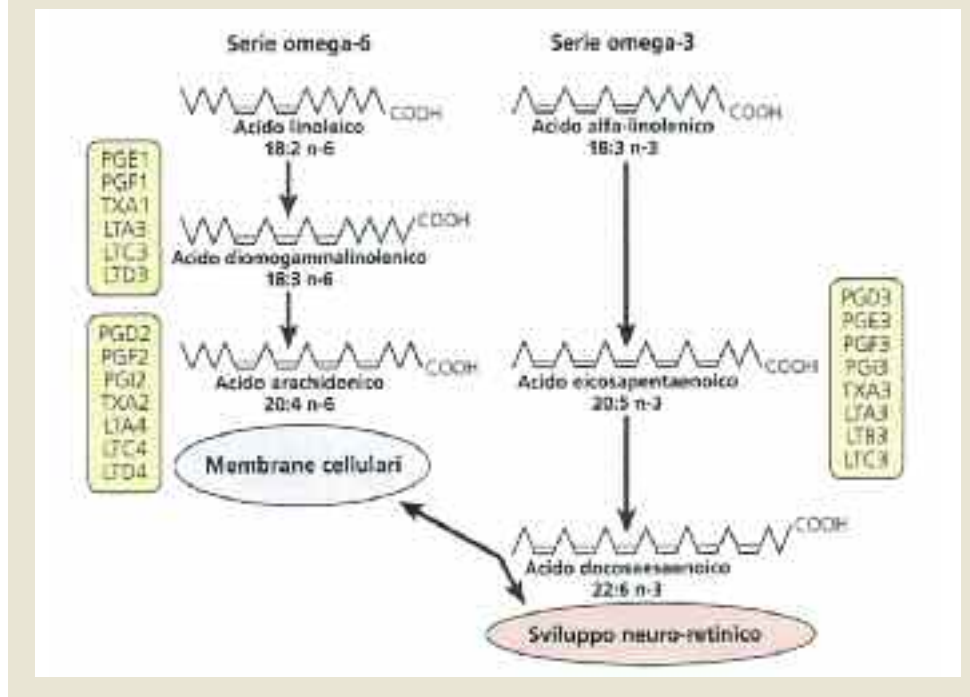 Serie omega-6
Serie omega-3
COOH
Acido linoleico
18:2 n-6
COOH
Acido alfa-linolenico
18:3 n-3
PGE1
PGF1
TXA1
LTA3
LTC3
LTD3
COOH
Acido diomogammalinolenico
18:3 n-6
PGD2
PGF2
PGI2
TXA2
LTA4
LTC4
LTD4
COOH
Acido arachidonico
20:4 n-6
COOH
Acido eicosapentaenoico
20:5 n-3
PGD3
PGE3
PGF3
PGI3
TXA3
LTA3
LTB3
LTC3
Membrane cellulari
COOH
Acido docosaesaenoico
22:6 n-3
Sviluppo neuro-retinico